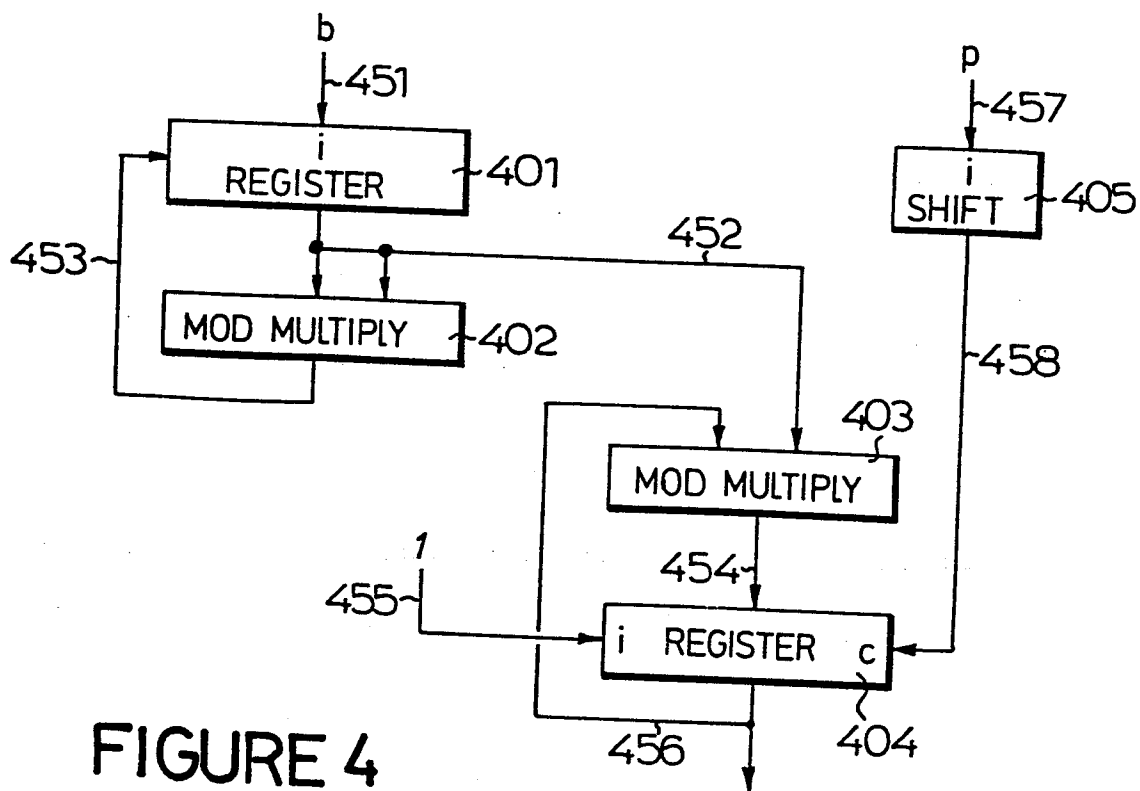 b
451
i
REGISTER
401
p
457
i
SHIFT
405
452
453
MOD MULTIPLY
402
458
403
MOD MULTIPLY
1
455
454
i REGISTER c
404
456
FIGURE 4